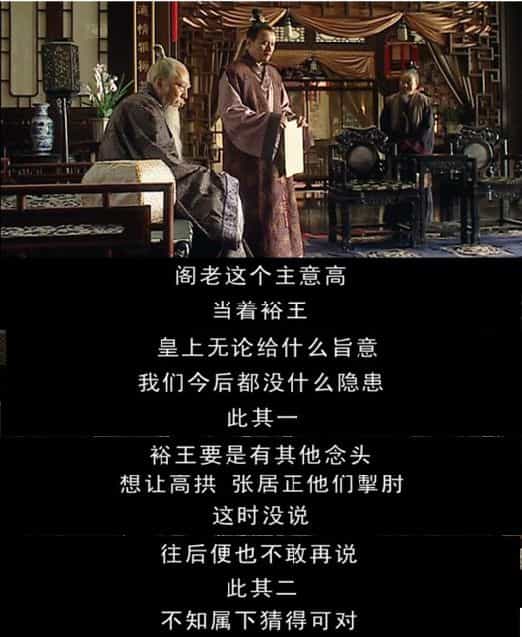 阁老这个主意高
当着裕王
皇上无论给什么旨意
我们今后都没什么隐患
此其一
裕王要是有其他念头
想让高拱 张居正他们掣肘
这时没说
往后便也不敢再说
此其二
不知属下猜得可对